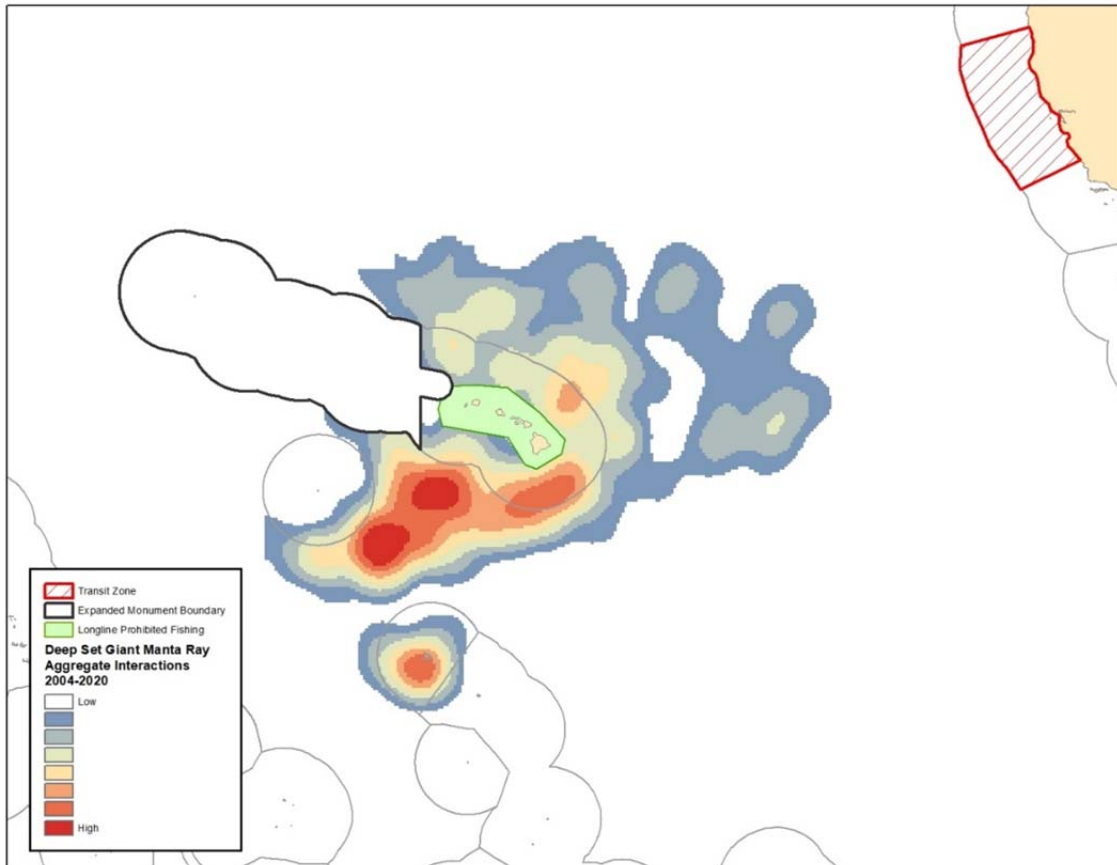 Transit Zone
Expanded Monument Boundary
Longline Prohibited Fishing
Deep Set Giant Manta Ray
Aggregate Interactions
2004-2020
Low
High